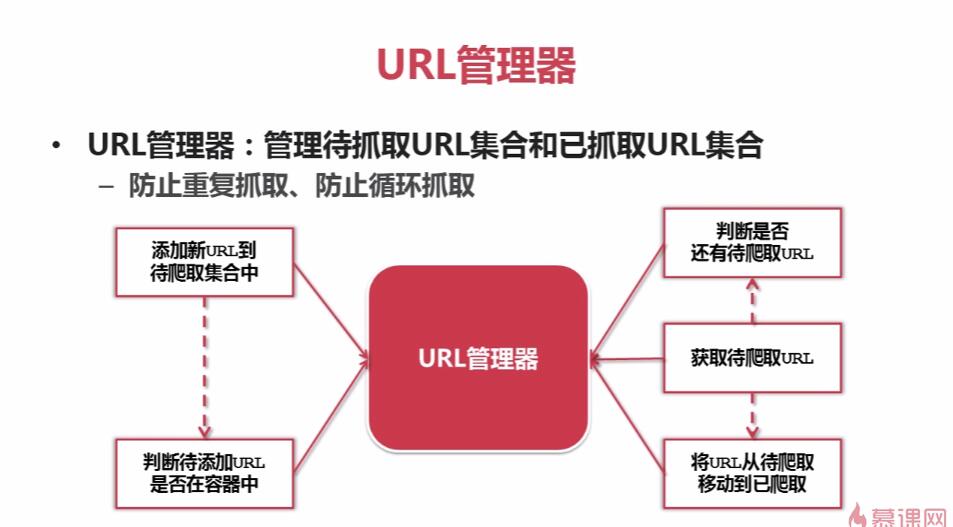 URL管理器
• URL管理器：管理待抓取URL集合和已抓取URL集合
– 防止重复抓取、防止循环抓取
添加新URL到
待爬取集合中
判断待添加URL
是否在容器中
URL管理器
判断是否
还有待爬取URL
获取待爬取URL
将URL从待爬取
移动到已爬取
慕课网